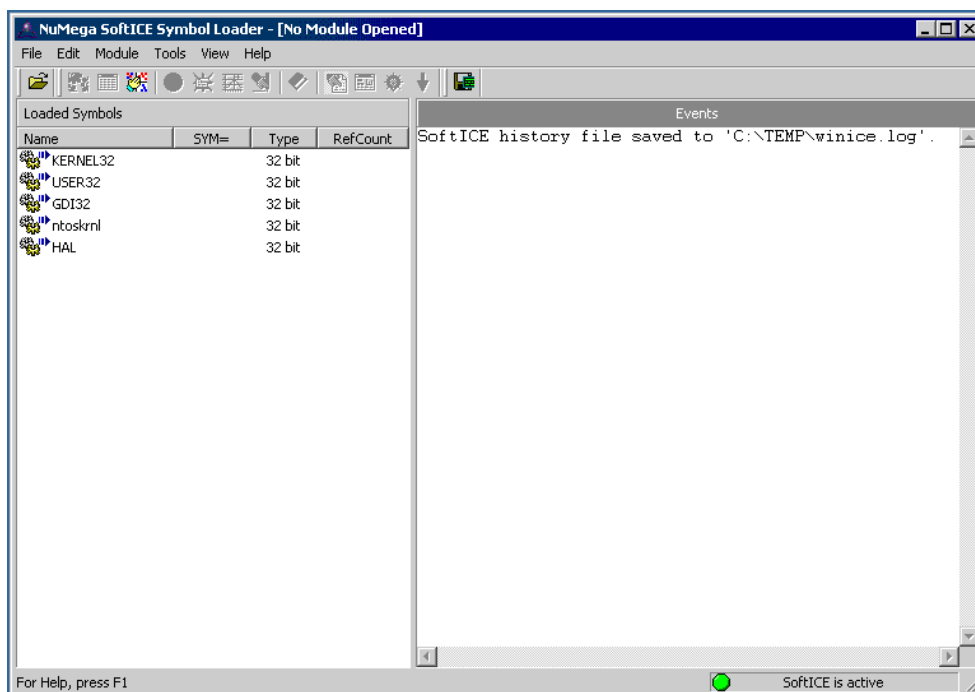 NuMega SoftICE Symbol Loader - [No Module Opened]
File Edit Module Tools View Help
Loaded Symbols
Name SYM= Type RefCount
KERNEL32 32 bit
USER32 32 bit
GDI32 32 bit
ntoskrnl 32 bit
HAL 32 bit
Events
SoftICE history file saved to 'C:\TEMP\winice.log'.
For Help, press F1
SoftICE is active